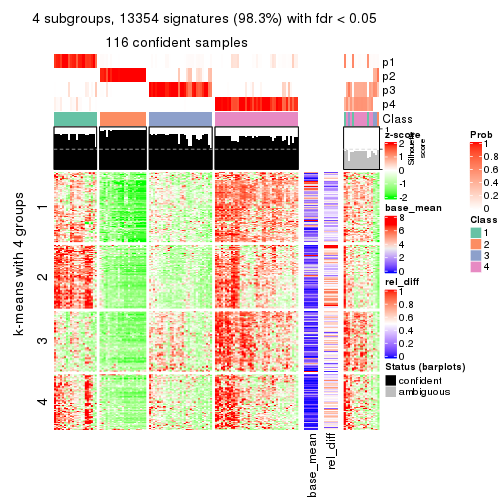 4 subgroups, 13354 signatures (98.3%) with fdr < 0.05
116 confident samples
p1
p2
p3
p4
Class
1
Silhouette
score
k-means with 4 groups
1
2
3
4
base_mean
rel_diff
z-score
2
1
0
-1
-2
base_mean
8
6
4
2
0
rel_diff
1
0.8
0.6
0.4
0.2
0
Status (barplots)
confident
ambiguous
Prob
1
0.8
0.6
0.4
0.2
0
Class
1
2
3
4